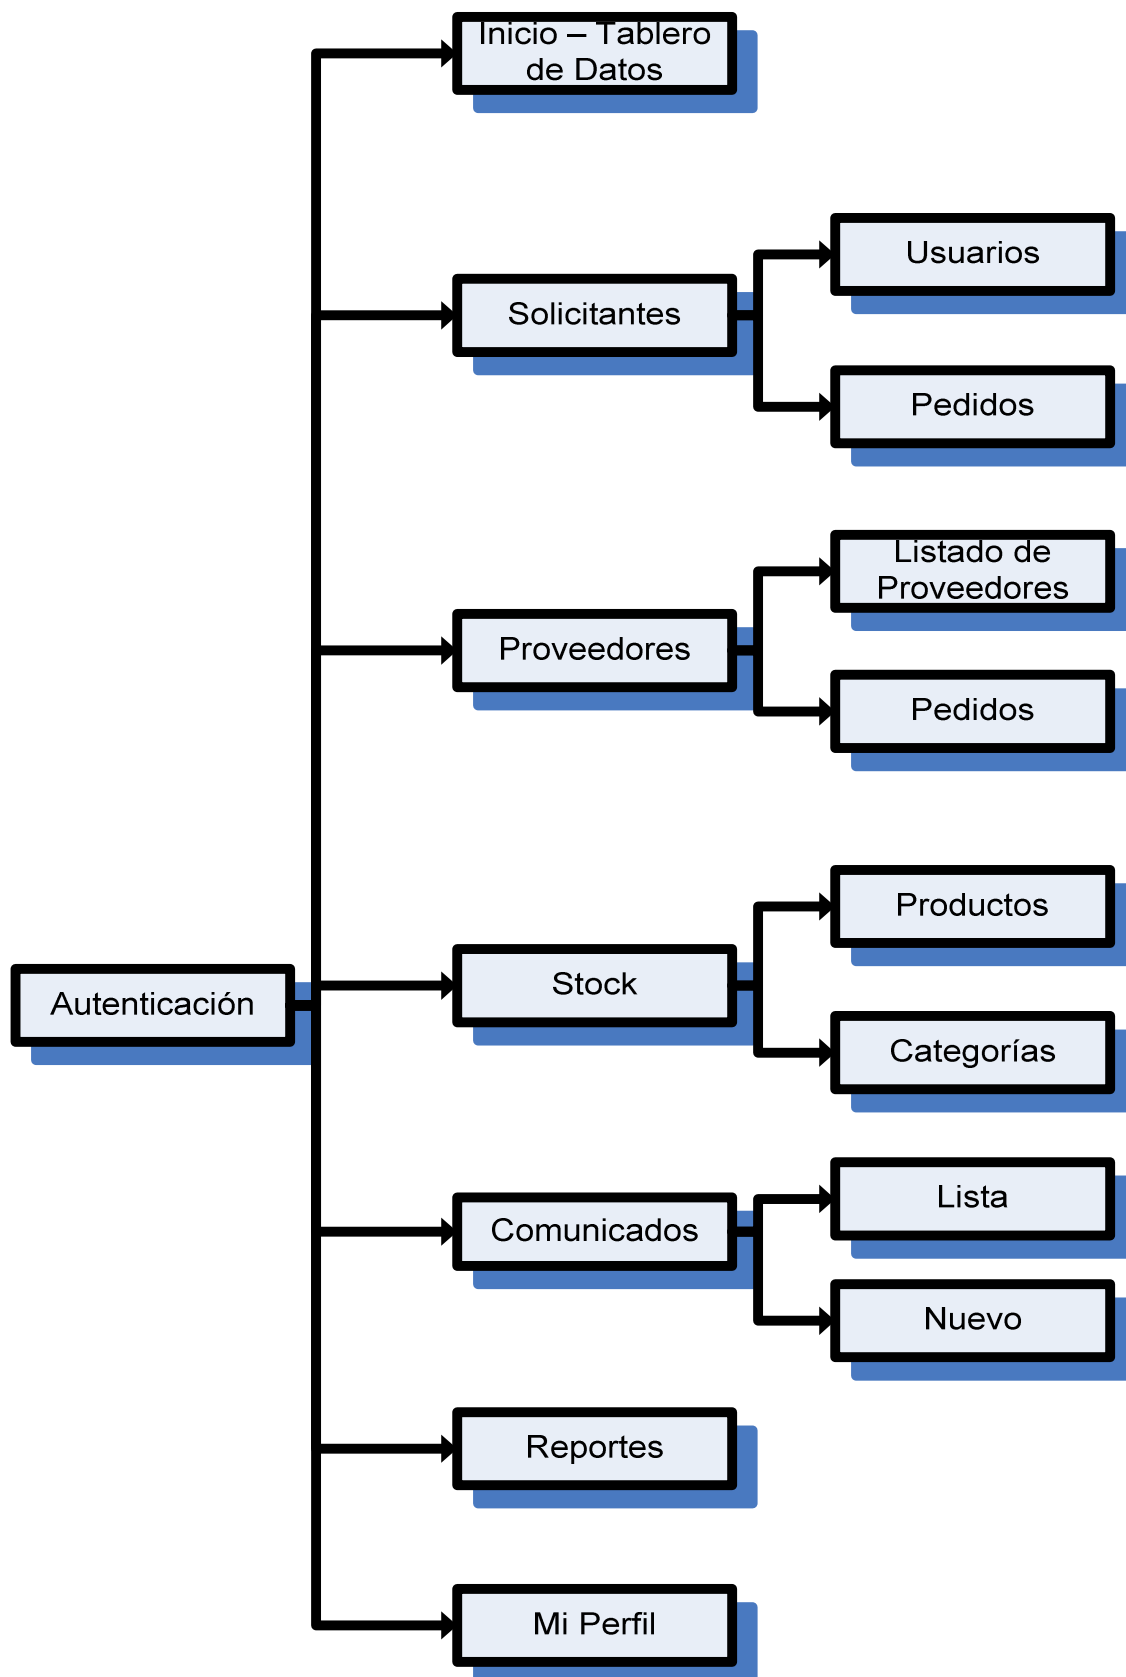 Inicio – Tablero
de Datos
Solicitantes
Usuarios
Pedidos
Proveedores
Listado de
Proveedores
Pedidos
Autenticación
Stock
Productos
Categorías
Comunicados
Lista
Nuevo
Reportes
Mi Perfil